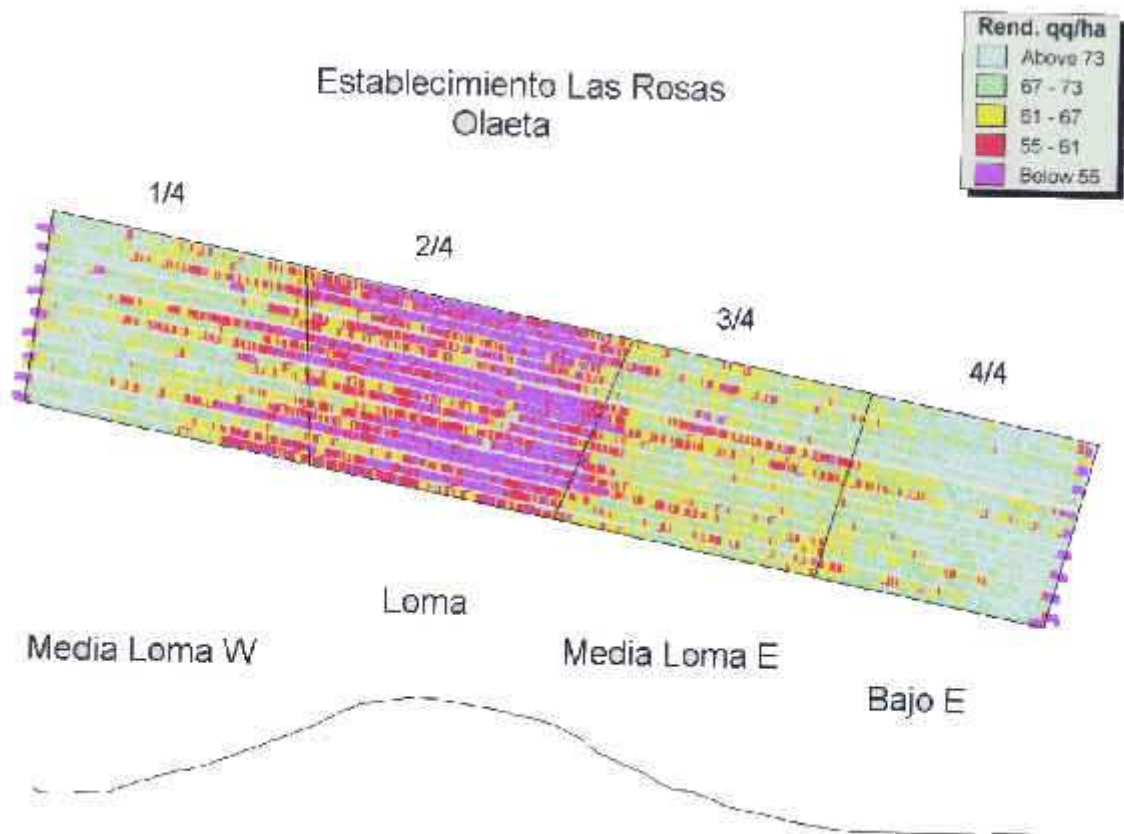 Rend. qq/ha
Above 73
67 - 73
61 - 67
55 - 61
Below 55
Establecimiento Las Rosas
Olaeta
1/4
2/4
3/4
4/4
Loma
Media Loma W
Media Loma E
Bajo E